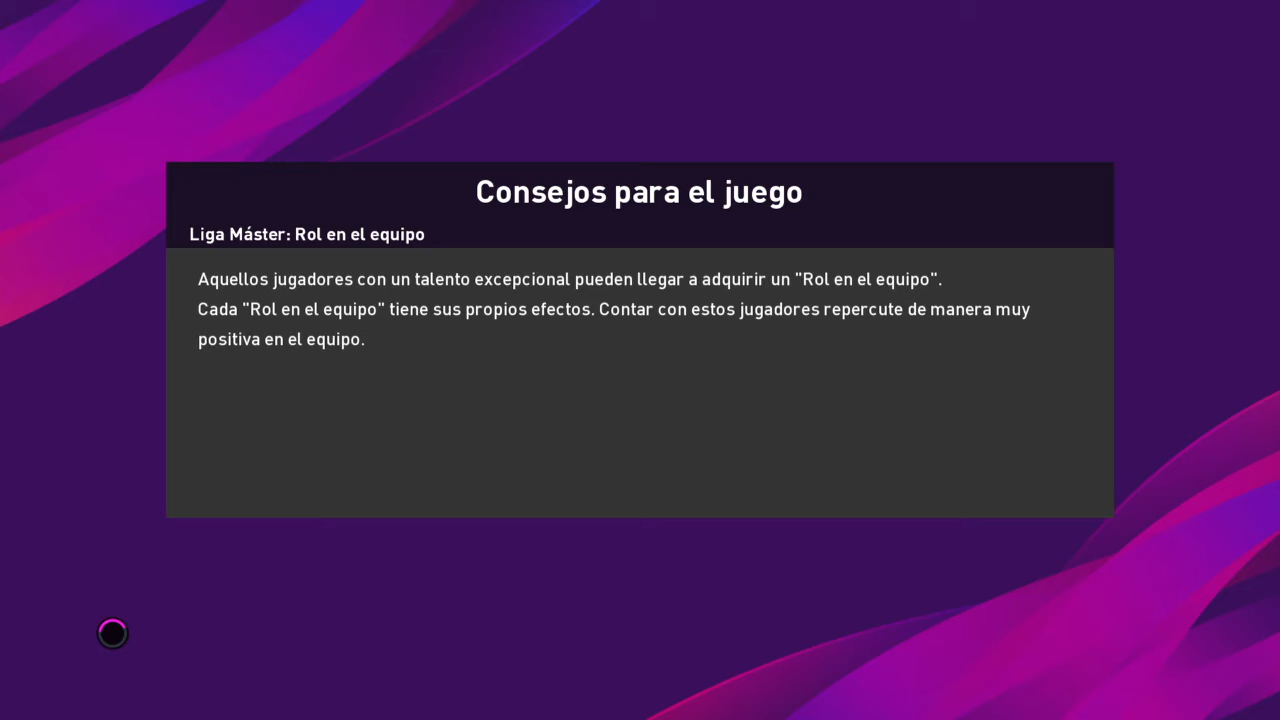 Consejos para el juego
Liga Máster: Rol en el equipo
Aquellos jugadores con un talento excepcional pueden llegar a adquirir un "Rol en el equipo".
Cada "Rol en el equipo" tiene sus propios efectos. Contar con estos jugadores repercute de manera muy
positiva en el equipo.